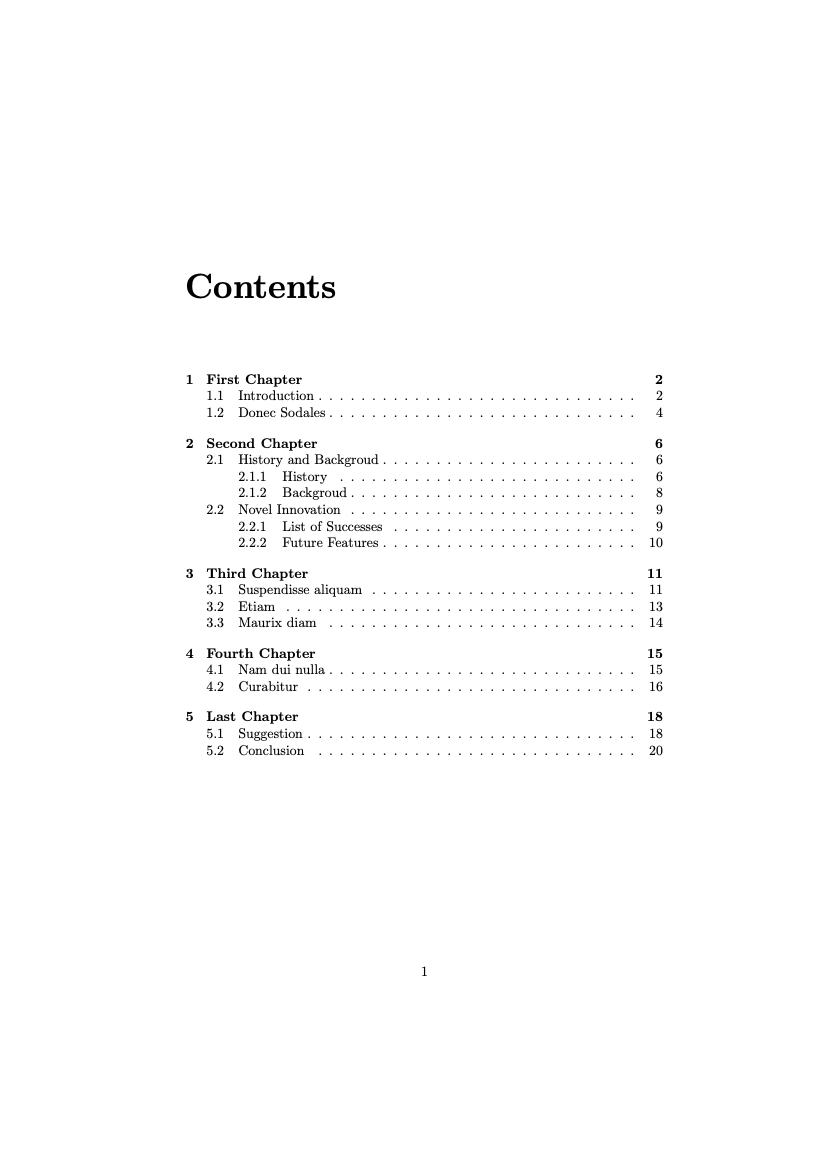 Contents
1 First Chapter 2
1.1 Introduction . . . . . . . . . . . . . . . . . . . . . . . . . . . . . . 2
1.2 Donec Sodales . . . . . . . . . . . . . . . . . . . . . . . . . . . . . 4
2 Second Chapter 6
2.1 History and Backgroud . . . . . . . . . . . . . . . . . . . . . . . . 6
2.1.1 History . . . . . . . . . . . . . . . . . . . . . . . . . . . . 6
2.1.2 Backgroud . . . . . . . . . . . . . . . . . . . . . . . . . . . 8
2.2 Novel Innovation . . . . . . . . . . . . . . . . . . . . . . . . . . . 9
2.2.1 List of Successes . . . . . . . . . . . . . . . . . . . . . . . 9
2.2.2 Future Features . . . . . . . . . . . . . . . . . . . . . . . . 10
3 Third Chapter 11
3.1 Suspendisse aliquam . . . . . . . . . . . . . . . . . . . . . . . . . 11
3.2 Etiam . . . . . . . . . . . . . . . . . . . . . . . . . . . . . . . . . 13
3.3 Maurix diam . . . . . . . . . . . . . . . . . . . . . . . . . . . . . 14
4 Fourth Chapter 15
4.1 Nam dui nulla . . . . . . . . . . . . . . . . . . . . . . . . . . . . . 15
4.2 Curabitur . . . . . . . . . . . . . . . . . . . . . . . . . . . . . . . 16
5 Last Chapter 18
5.1 Suggestion . . . . . . . . . . . . . . . . . . . . . . . . . . . . . . . 18
5.2 Conclusion . . . . . . . . . . . . . . . . . . . . . . . . . . . . . . 20
1